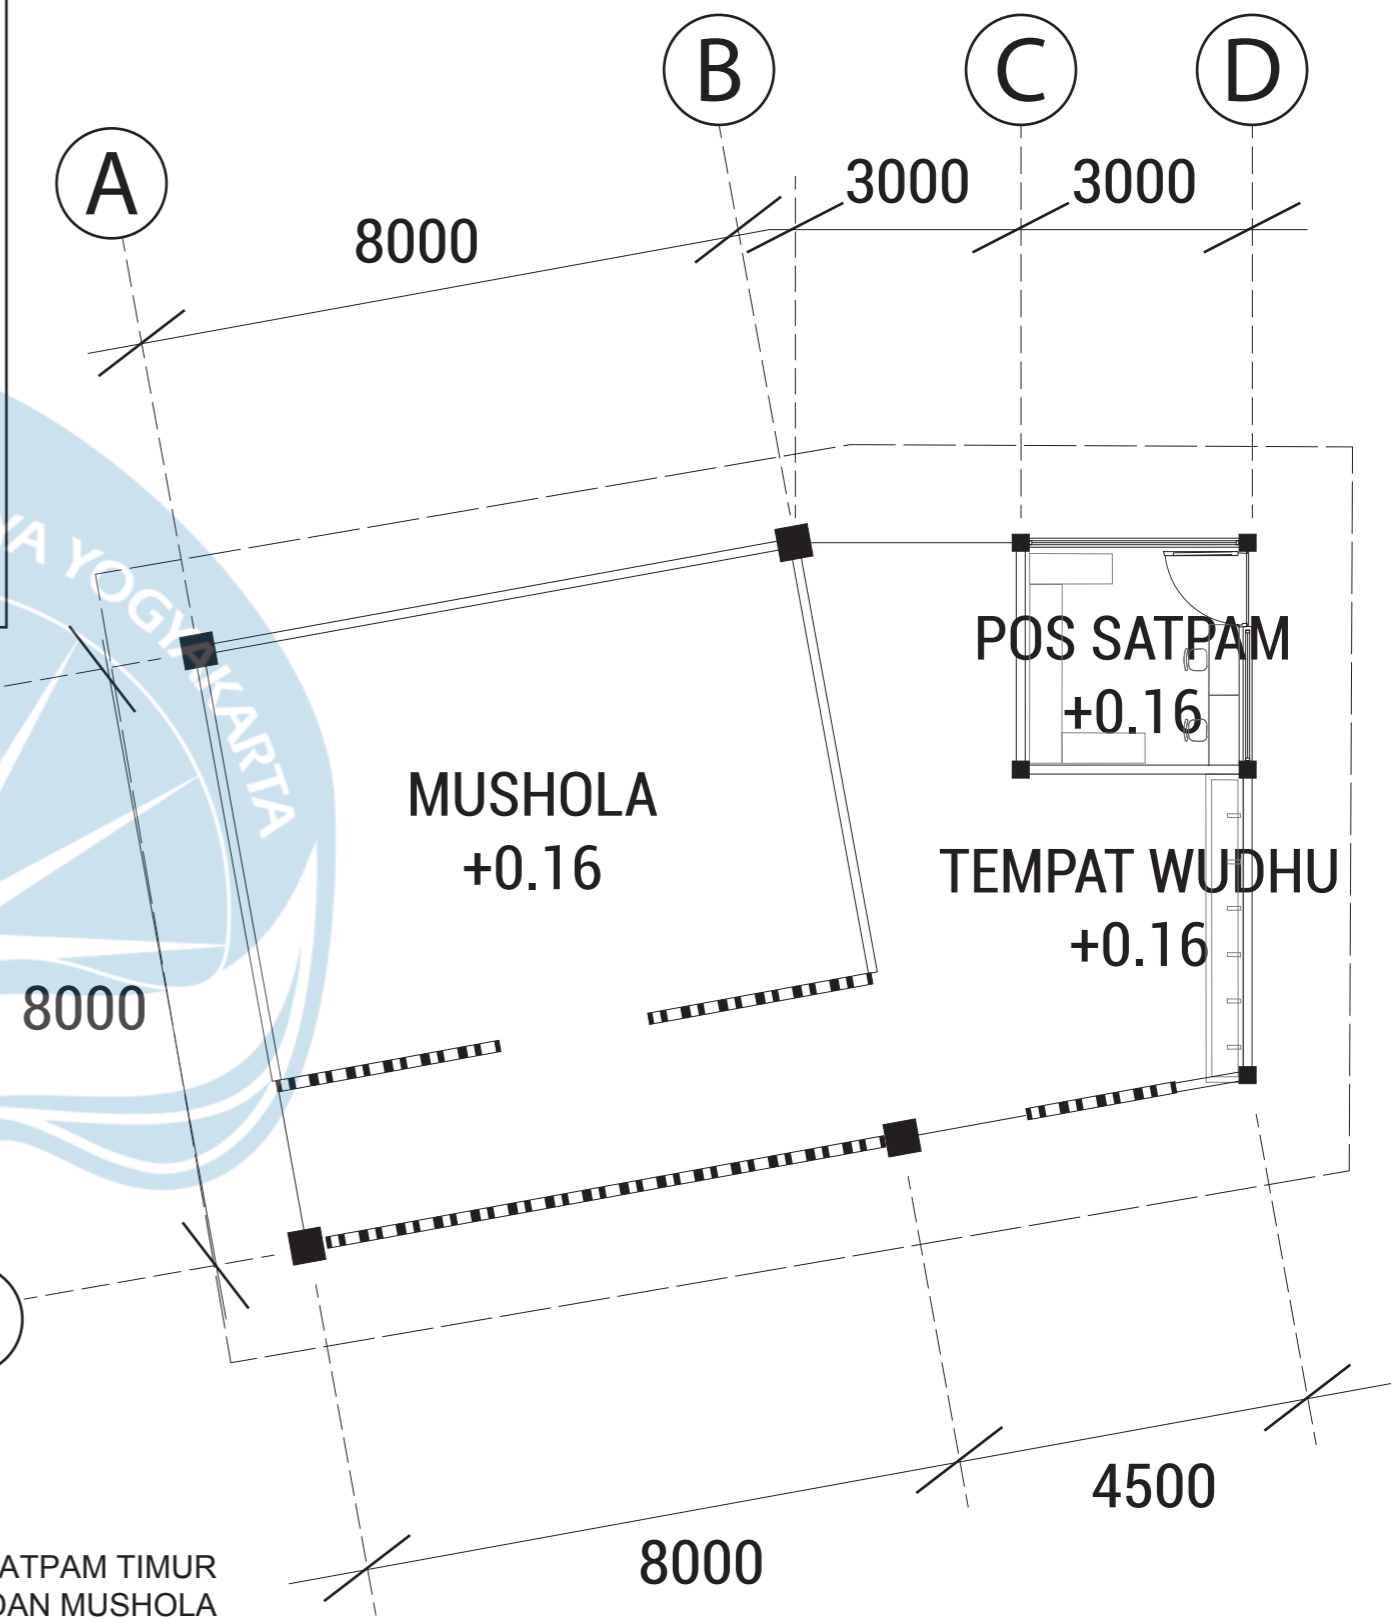 A
B
C
D
8000
3000
3000
POS SATPAM
+0.16
MUSHOLA
+0.16
TEMPAT WUDHU
+0.16
YOGYAKARTA
8000
4500
8000
TIMUR
DAN MUSHOLA